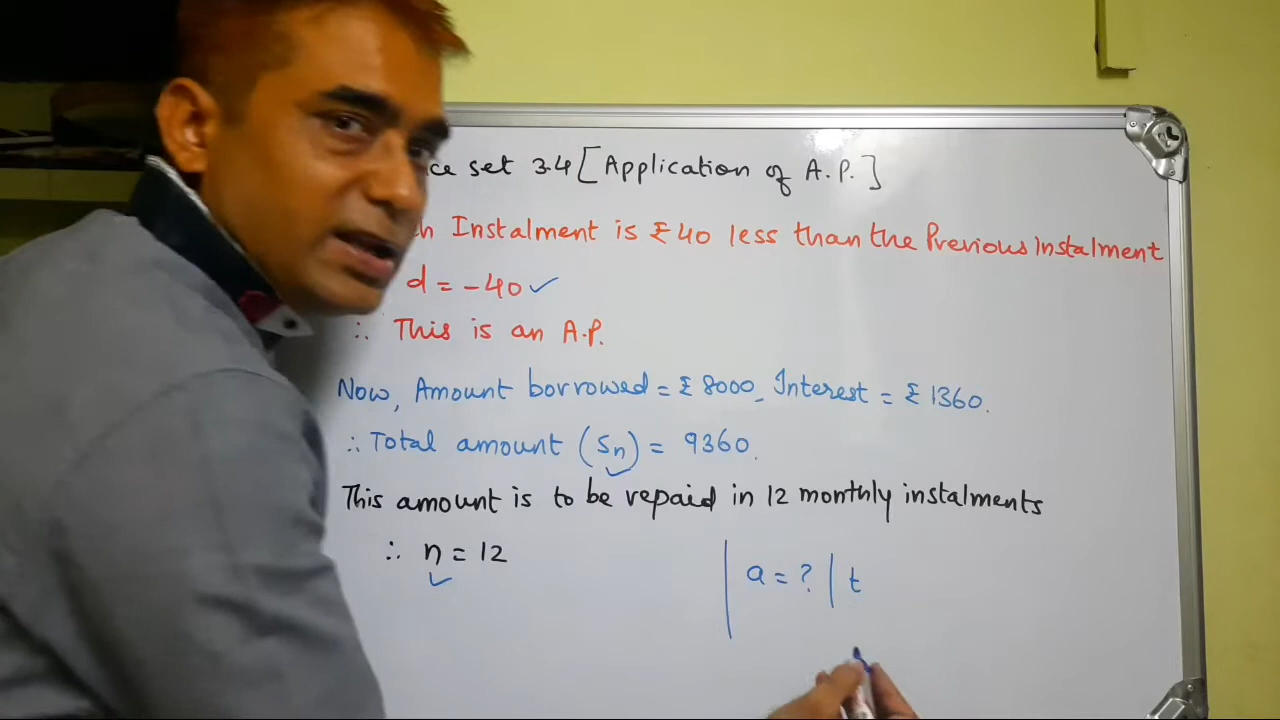 set 3.4 [Application of A.P.]
Instalment is ₹40 less than the Previous Instalment
d = -40 ✓
∴ This is an A.P.
Now, Amount borrowed = ₹ 8000, Interest = ₹ 1360.
∴ Total amount (Sn) = 9360.
This amount is to be repaid in 12 monthly instalments
∴ n = 12
a = ? | t